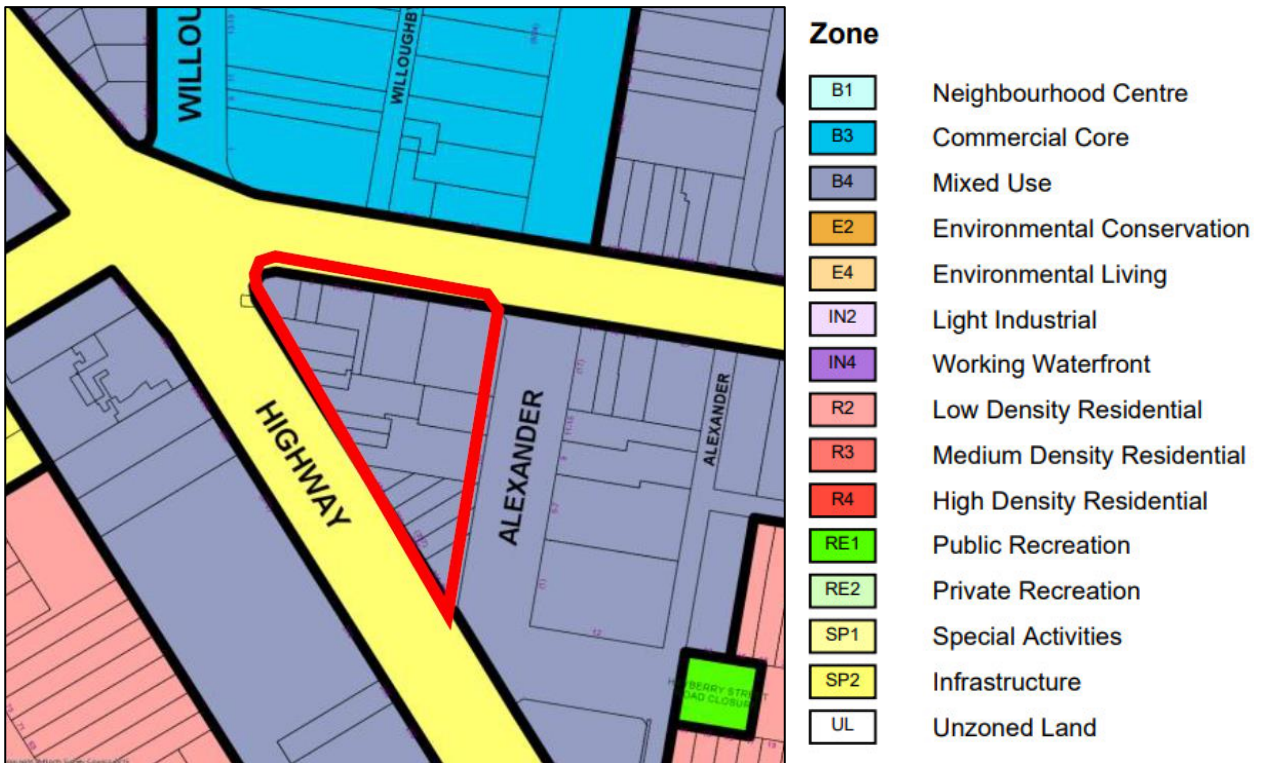 WILLOU
WILLOUGHBY
HIGHWAY
ALEXANDER
ALEXANDER
12
Zone
B1 Neighbourhood Centre
B3 Commercial Core
B4 Mixed Use
E2 Environmental Conservation
E4 Environmental Living
IN2 Light Industrial
IN4 Working Waterfront
R2 Low Density Residential
R3 Medium Density Residential
R4 High Density Residential
RE1 Public Recreation
RE2 Private Recreation
SP1 Special Activities
SP2 Infrastructure
UL Unzoned Land